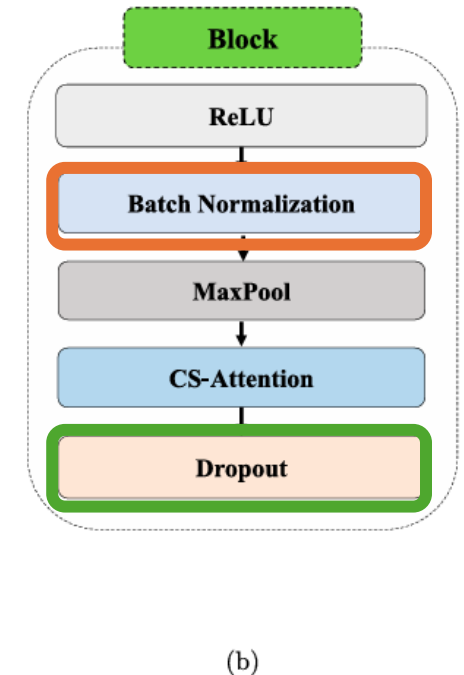 Block
ReLU
Batch Normalization
MaxPool
CS-Attention
Dropout
(b)